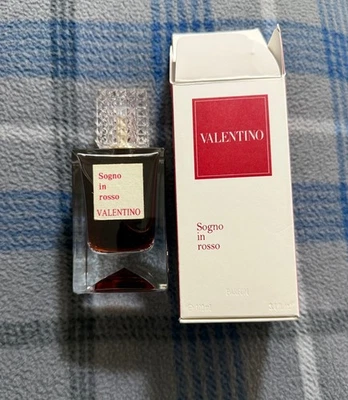 Sogno
in
rosso
VALENTINO
VALENTINO
Sogno
in
rosso